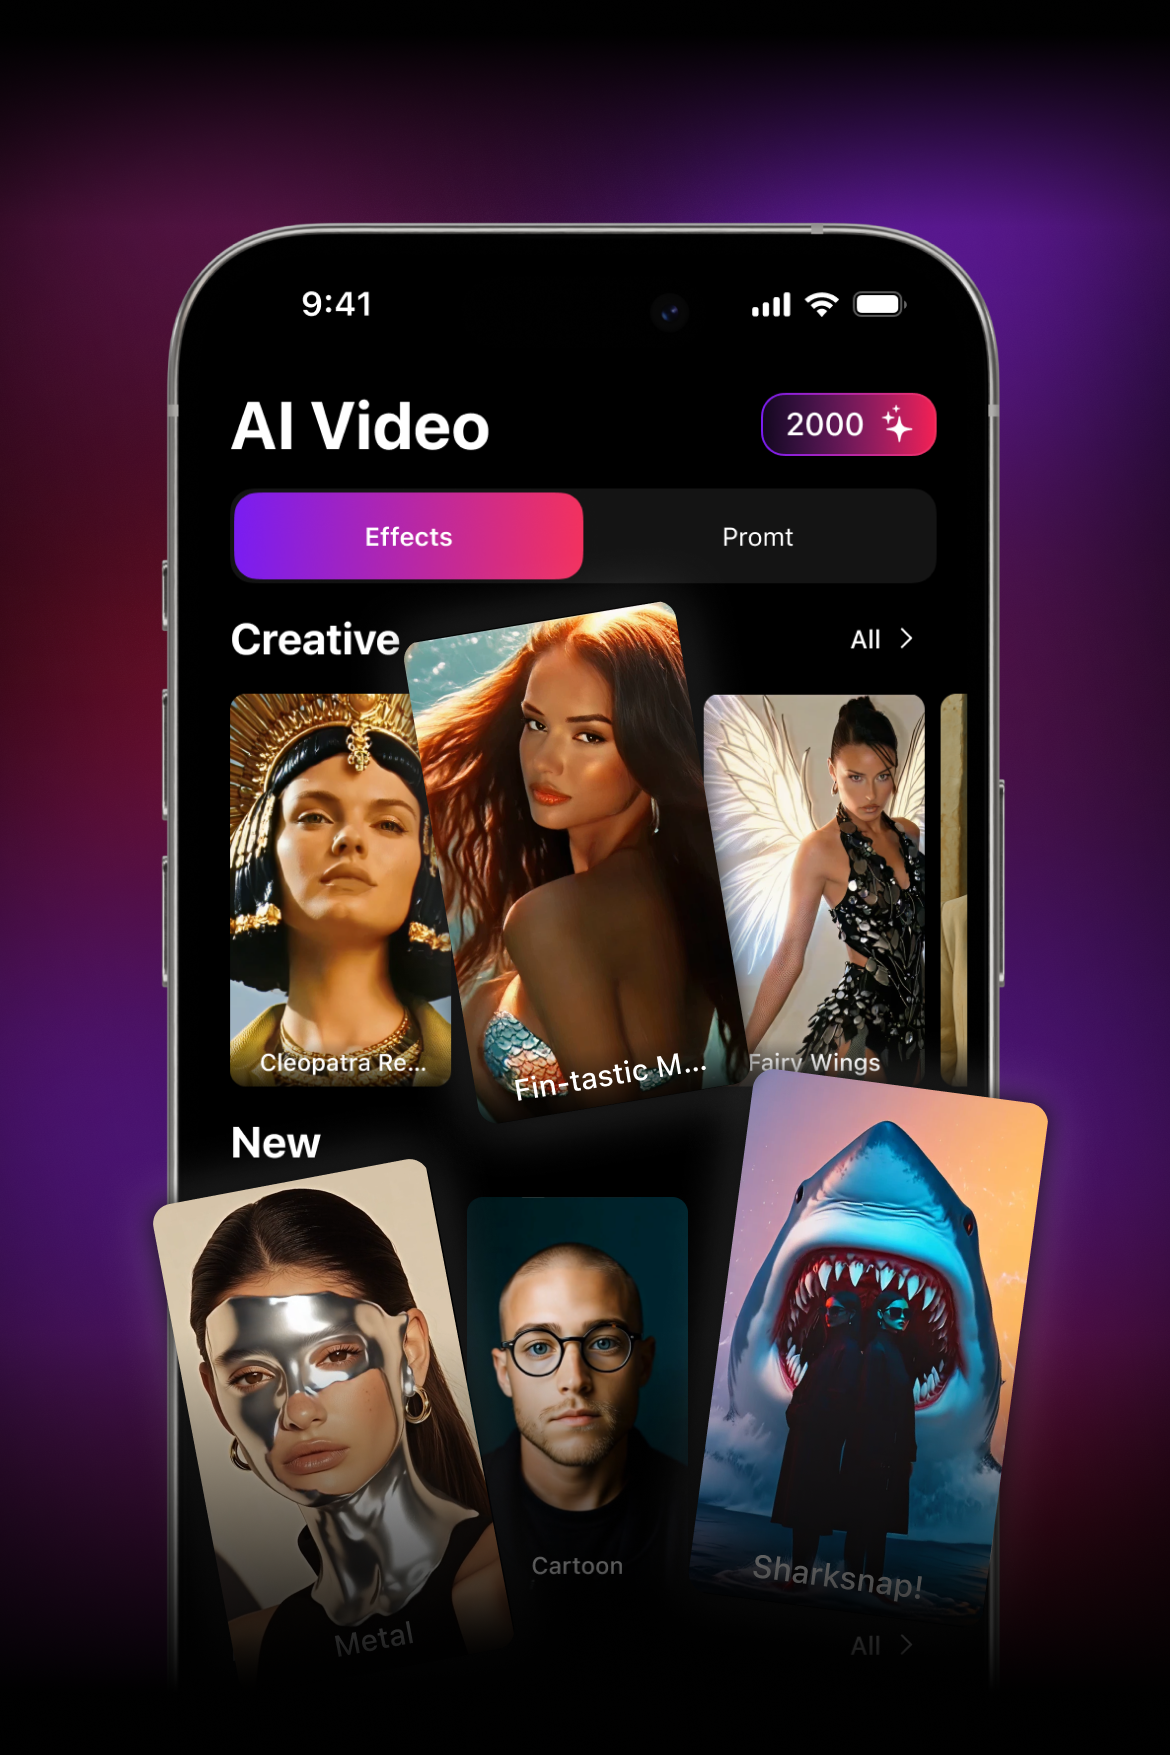 9:41
AI Video
2000
Effects
Promt
Creative
All
Cleopatra Re...
Fin-tastic M...
Fairy Wings
New
Metal
Cartoon
Sharksnap!
All